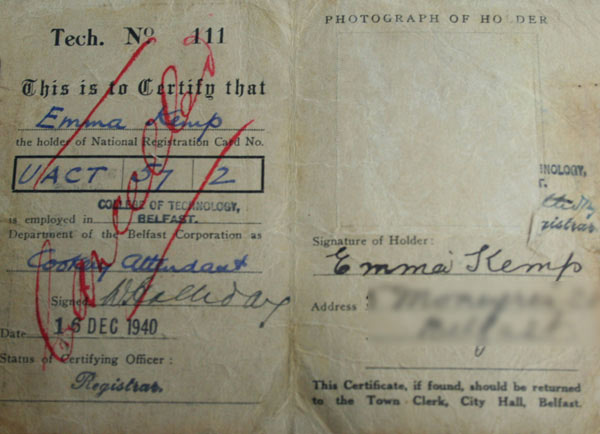 Tech. No 111
This is to Certify that
Emma Kemp
the holder of National Registration Card No.
UACT 57 2
COLLEGE OF TECHNOLOGY,
is employed in BELFAST.
Department of the Belfast Corporation as
Cookery Attendant
Signed
Date 16 DEC 1940
Status of Certifying Officer :
Registrar.
Cancelled
PHOTOGRAPH OF HOLDER
HNOLOGY,
T.
gistrar.
Signature of Holder :
Emma Kemp
Address
This Certificate, if found, should be returned
to the Town Clerk, City Hall, Belfast.